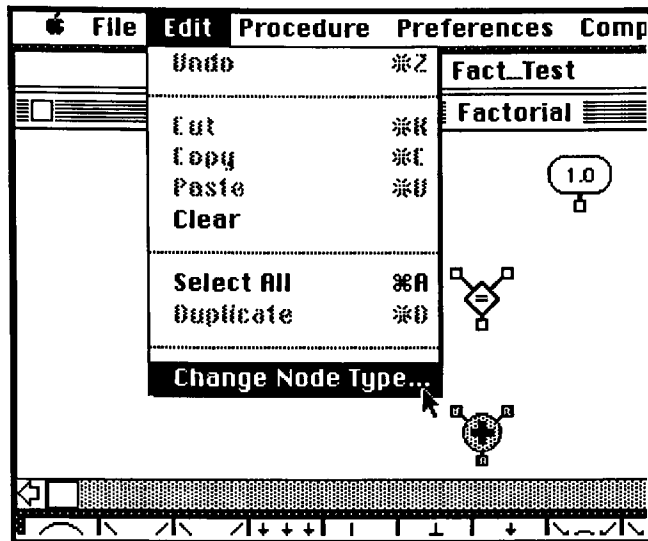 File Edit Procedure Preferences Comp
Undo ⌘Z
Fact_Test
Factorial
Cut ⌘X
Copy ⌘C
Paste ⌘V
Clear
Select All ⌘A
Duplicate ⌘D
Change Node Type...
1.0
=
+